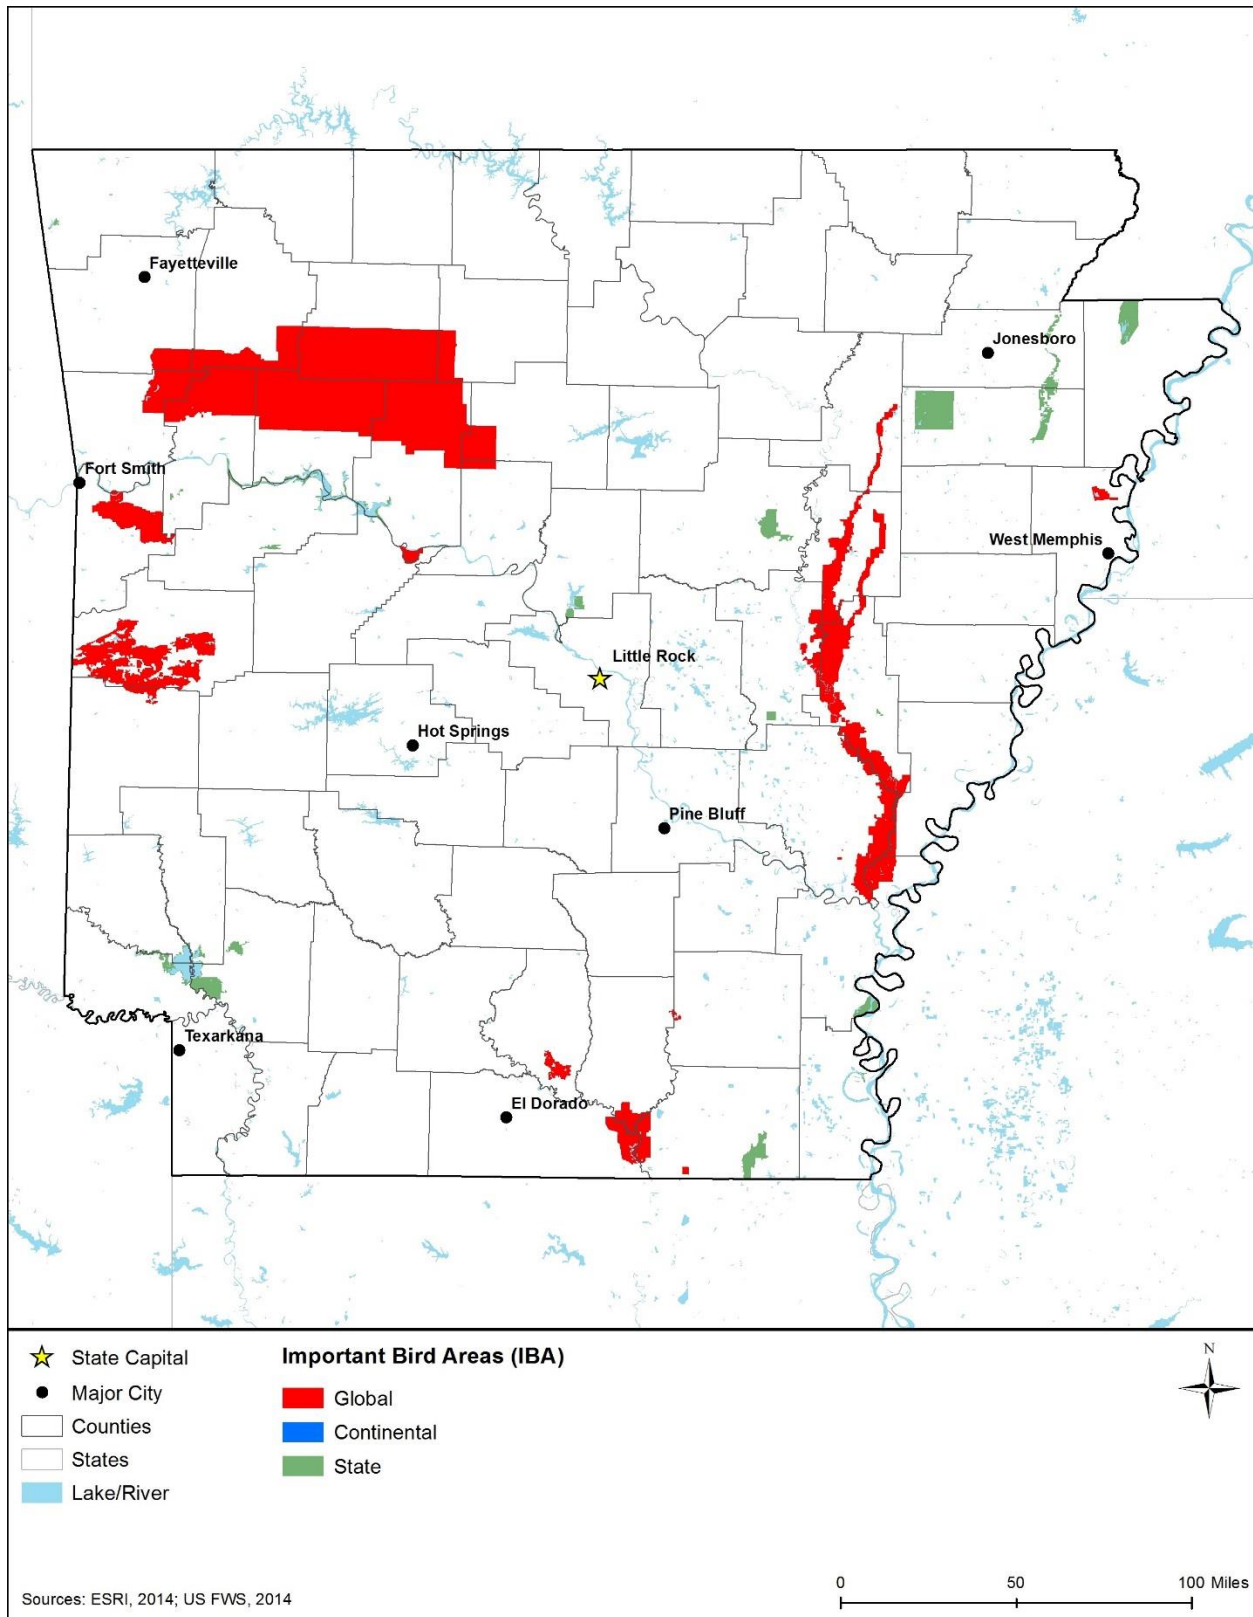 Fayetteville
Jonesboro
Fort Smith
West Memphis
Little Rock
Hot Springs
Pine Bluff
Texarkana
El Dorado
State Capital
Major City
Counties
States
Lake/River
Important Bird Areas (IBA)
Global
Continental
State
N
Sources: ESRI, 2014; US FWS, 2014
0 50 100 Miles